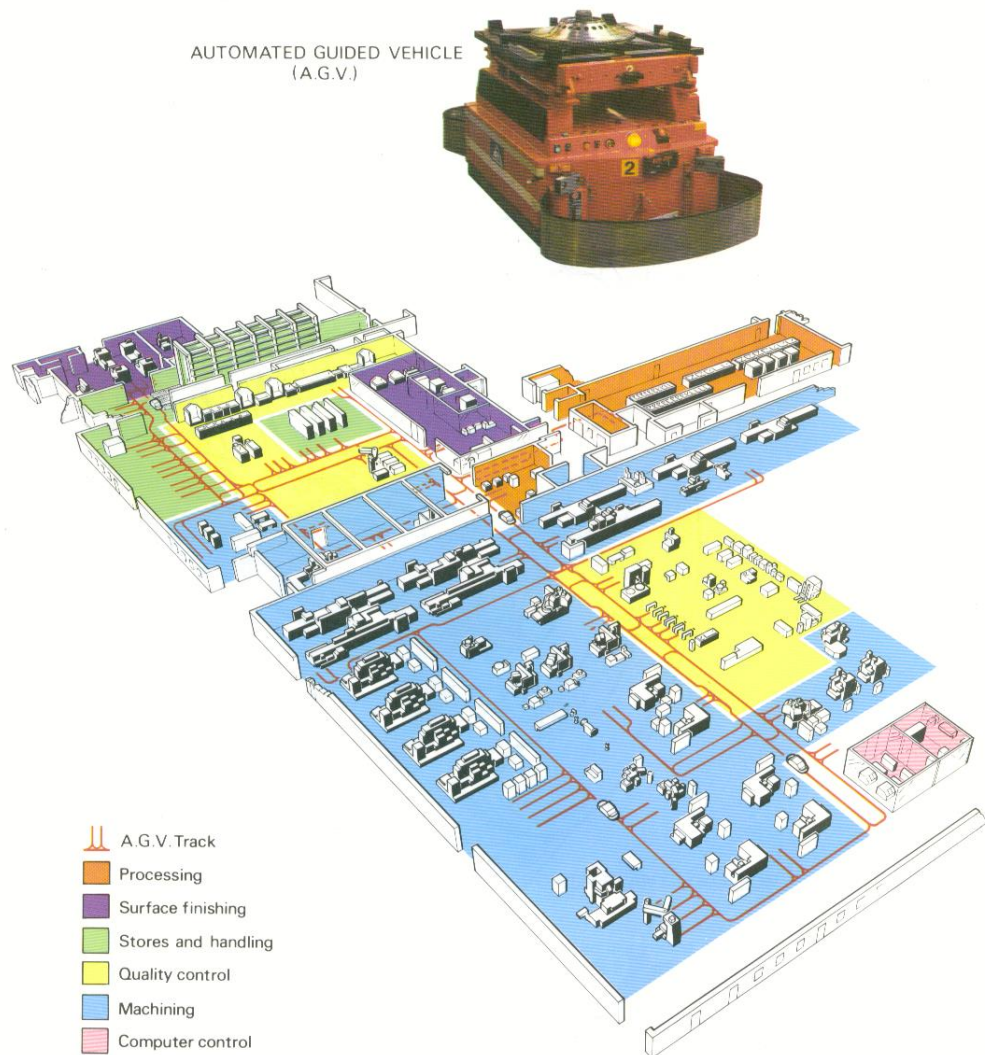 AUTOMATED GUIDED VEHICLE
(A.G.V.)
2
A.G.V. Track
Processing
Surface finishing
Stores and handling
Quality control
Machining
Computer control